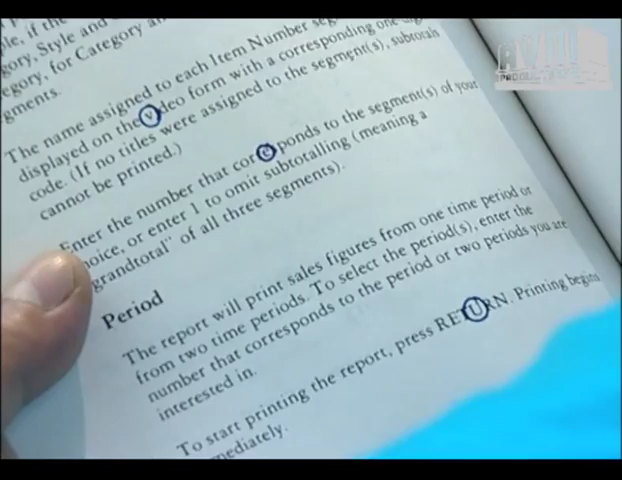 if the
gory, Style and
egory, for Category
gments.
The name assigned to each Item Number
displayed on the video form with a corresponding one
code. (If no titles were assigned to the segment(s), subtotals
cannot be printed.)
Enter the number that corresponds to the segment(s) of your
hoice, or enter 1 to omit subtotalling (meaning a
grandtotal" of all three segments).
Period
The report will print sales figures from one time period or
from two time periods. To select the period(s), enter the
number that corresponds to the period or two periods you are
interested in.
To start printing the report, press RETURN. Printing begins
mediately.